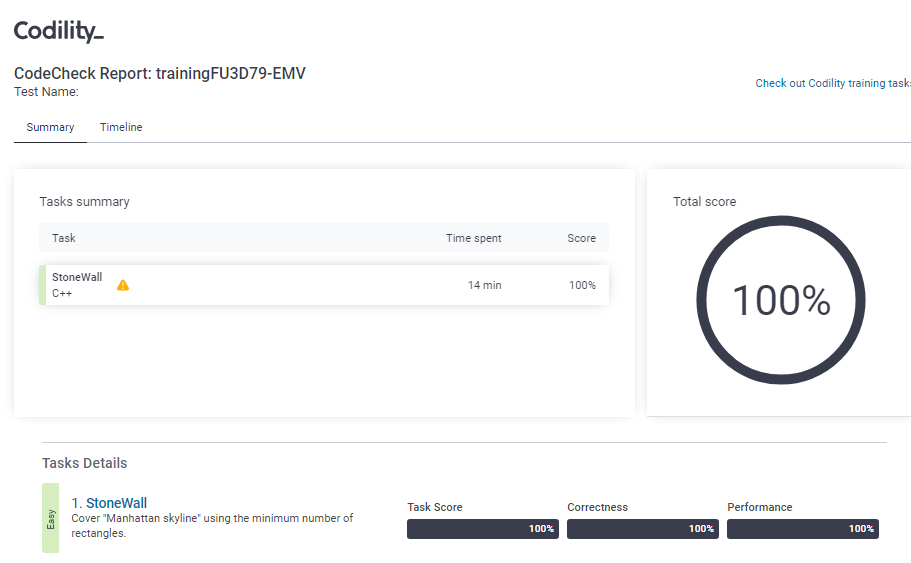 Codility_
CodeCheck Report: trainingFU3D79-EMV
Test Name:
Check out Codility training tasks
Summary Timeline
Tasks summary
Task Time spent Score
StoneWall
C++
14 min 100%
Total score
100%
Tasks Details
Easy
1. StoneWall
Cover "Manhattan skyline" using the minimum number of
rectangles.
Task Score
100%
Correctness
100%
Performance
100%